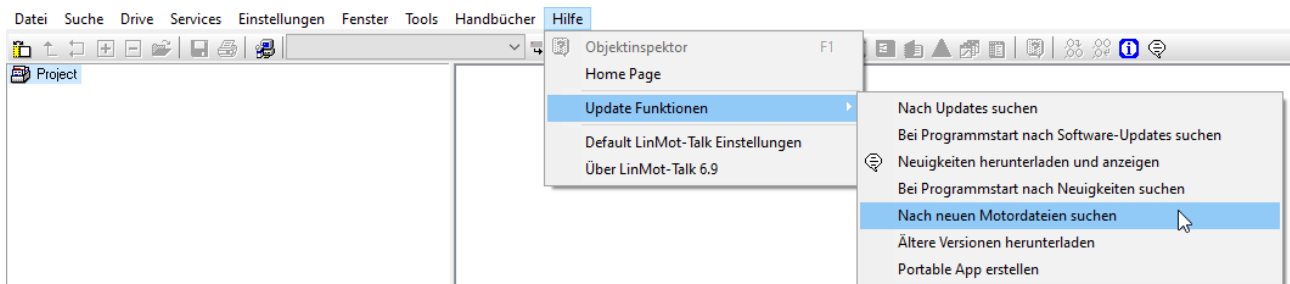 Datei Suche Drive Services Einstellungen Fenster Tools Handbücher Hilfe
Project
Objektinspektor F1
Home Page
Update Funktionen
Default LinMot-Talk Einstellungen
Über LinMot-Talk 6.9
Nach Updates suchen
Bei Programmstart nach Software-Updates suchen
Neuigkeiten herunterladen und anzeigen
Bei Programmstart nach Neuigkeiten suchen
Nach neuen Motordateien suchen
Ältere Versionen herunterladen
Portable App erstellen